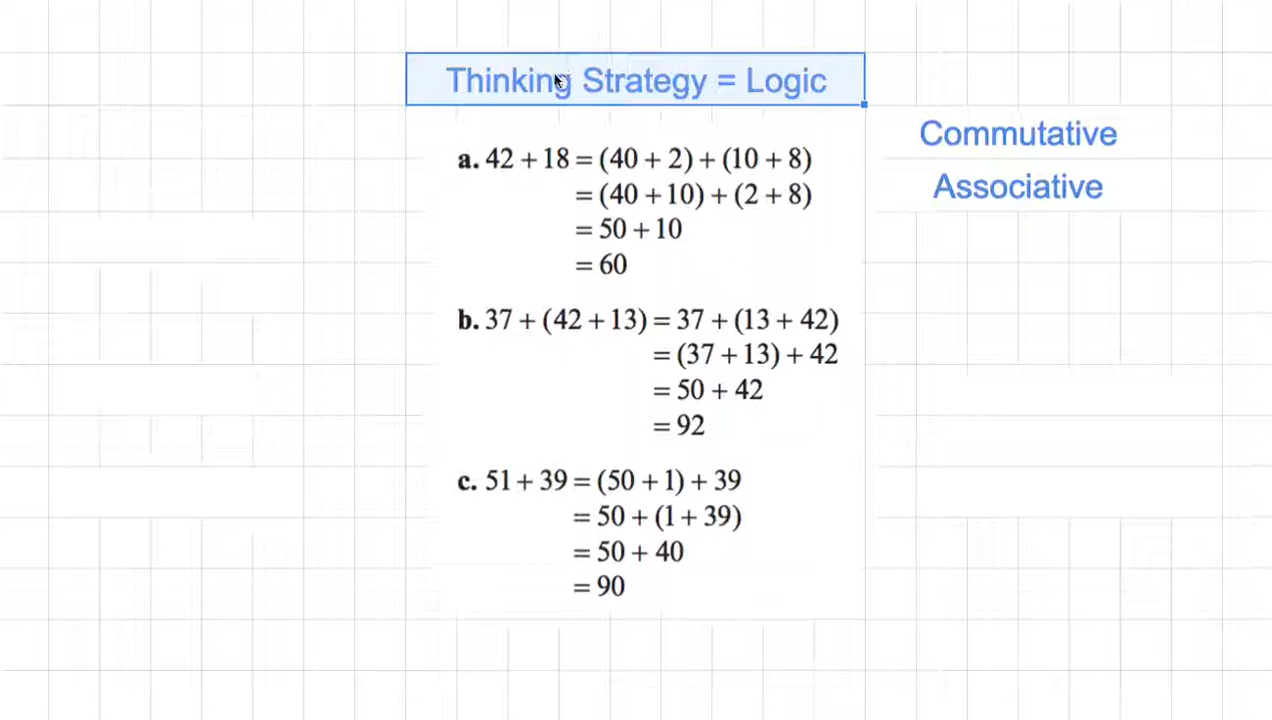 Thinking Strategy = Logic
Commutative
Associative
a. 42 + 18 = (40 + 2) + (10 + 8)
= (40 + 10) + (2 + 8)
= 50 + 10
= 60
b. 37 + (42 + 13) = 37 + (13 + 42)
= (37 + 13) + 42
= 50 + 42
= 92
c. 51 + 39 = (50 + 1) + 39
= 50 + (1 + 39)
= 50 + 40
= 90